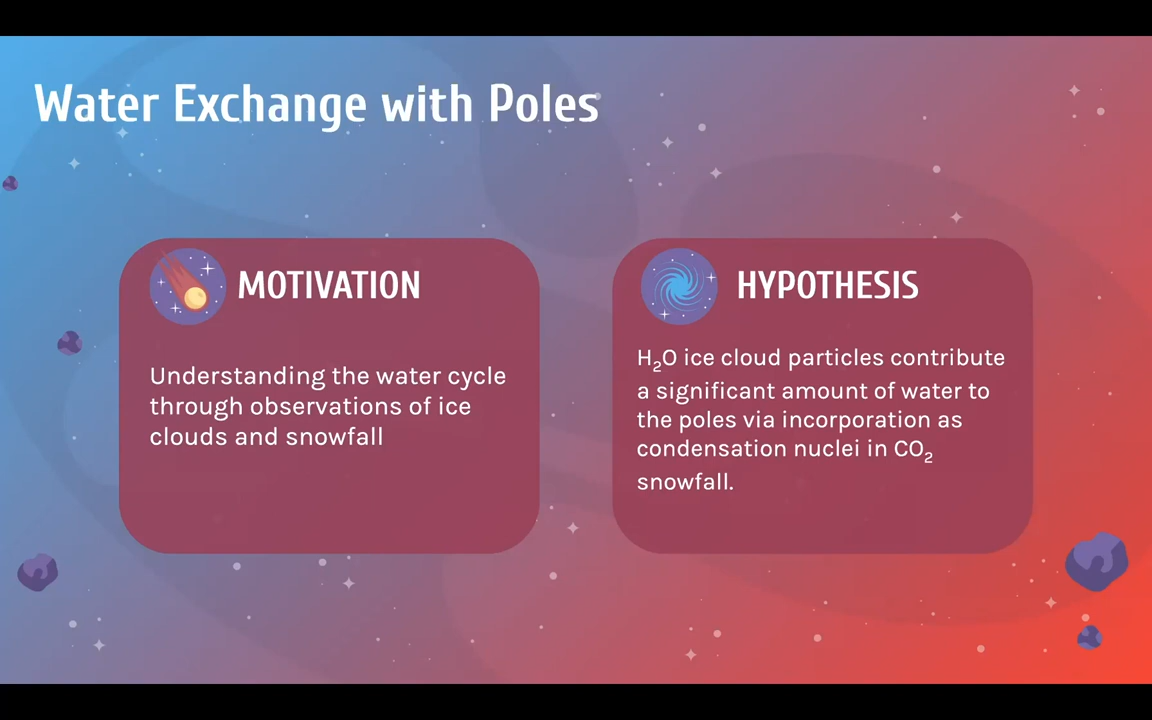 Water Exchange with Poles
MOTIVATION
Understanding the water cycle
through observations of ice
clouds and snowfall
HYPOTHESIS
H₂O ice cloud particles contribute
a significant amount of water to
the poles via incorporation as
condensation nuclei in CO₂
snowfall.